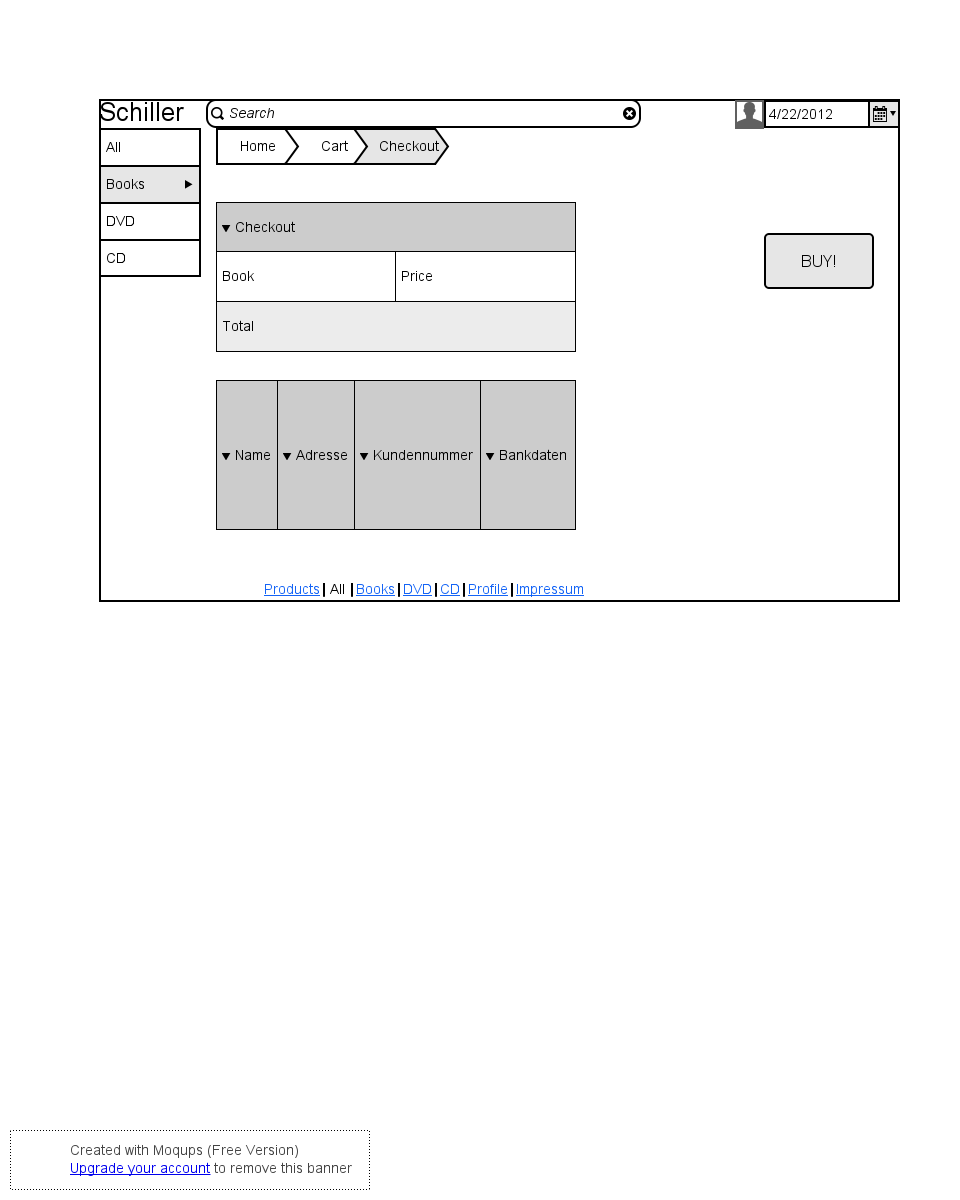 Schiller
Search
4/22/2012
All
Books
DVD
CD
Home
Cart
Checkout
Checkout
Book
Price
Total
BUY!
Name
Adresse
Kundennummer
Bankdaten
Products | All | Books | DVD | CD | Profile | Impressum
Created with Moqups (Free Version)
Upgrade your account to remove this banner